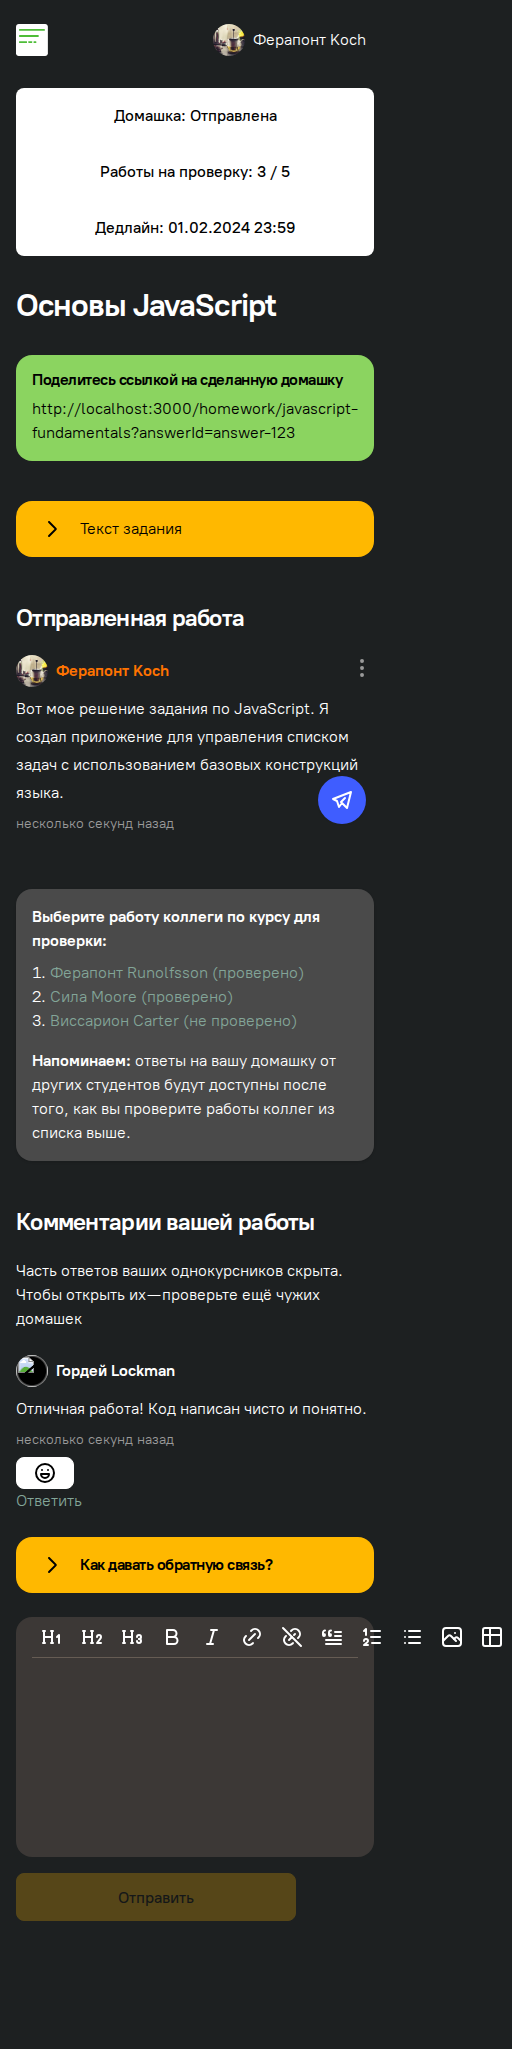 Ферапонт Koch
Домашка: Отправлена
Работы на проверку: 3 / 5
Дедлайн: 01.02.2024 23:59
Основы JavaScript
Поделитесь ссылкой на сделанную домашку
http://localhost:3000/homework/javascript-
fundamentals?answerId=answer-123
Текст задания
Отправленная работа
Ферапонт Koch
Вот мое решение задания по JavaScript. Я
создал приложение для управления списком
задач с использованием базовых конструкций
языка.
несколько секунд назад
Выберите работу коллеги по курсу для
проверки:
1. Ферапонт Runolfsson (проверено)
2. Сила Moore (проверено)
3. Виссарион Carter (не проверено)
Напоминаем: ответы на вашу домашку от
других студентов будут доступны после
того, как вы проверите работы коллег из
списка выше.
Комментарии вашей работы
Часть ответов ваших однокурсников скрыта.
Чтобы открыть их — проверьте ещё чужих
домашек
Гордей Lockman
Отличная работа! Код написан чисто и понятно.
несколько секунд назад
Ответить
Как давать обратную связь?
H1 H2 H3 B I
Отправить